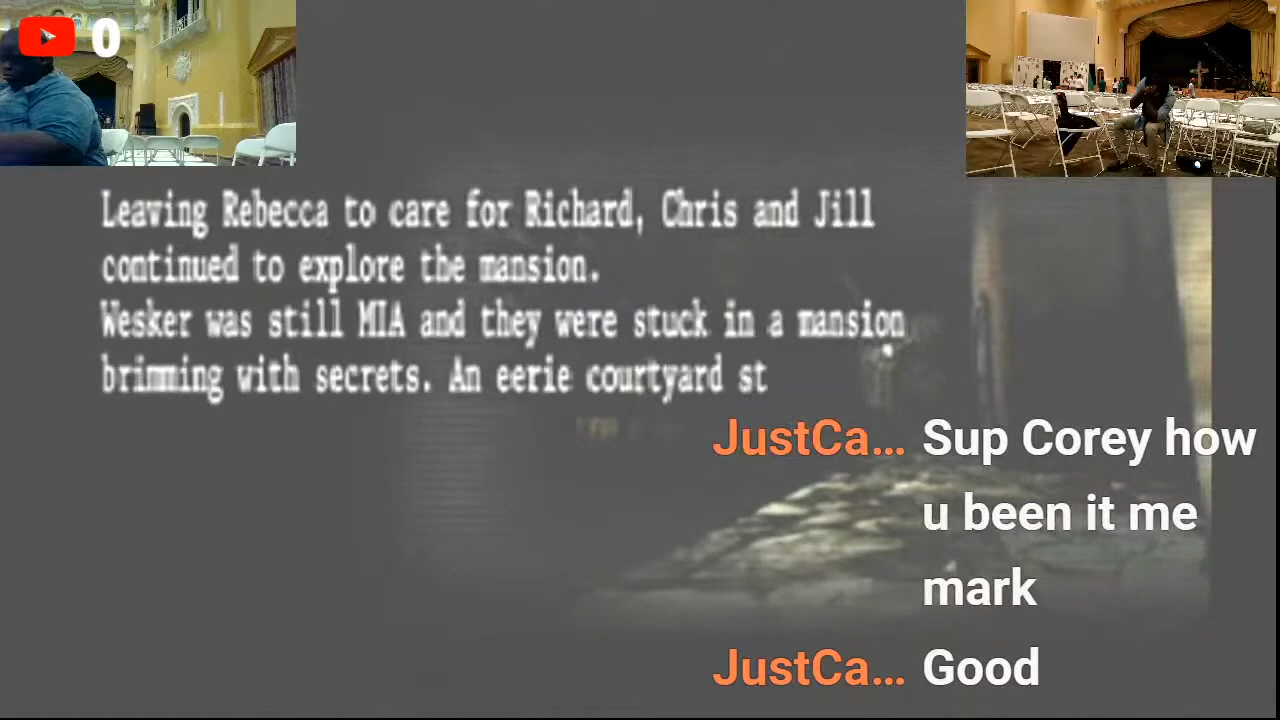 0
Leaving Rebecca to care for Richard, Chris and Jill
continued to explore the mansion.
Wesker was still MIA and they were stuck in a mansion
brimming with secrets. An eerie courtyard st
JustCa… Sup Corey how
u been it me
mark
JustCa… Good